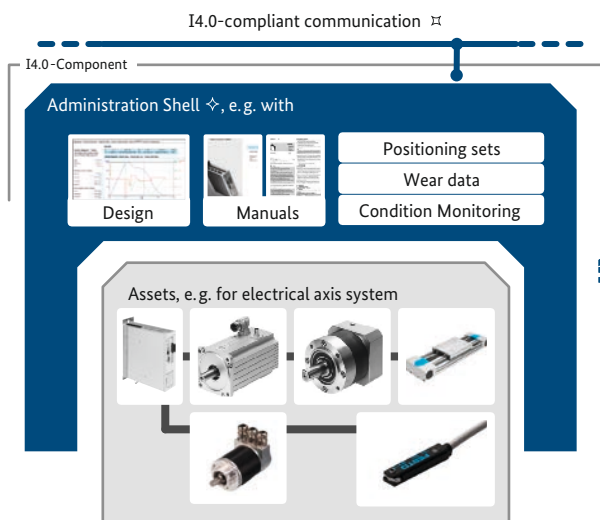 I4.0-compliant communication ¤
I4.0-Component
Administration Shell ✧, e.g. with
Design
Manuals
Positioning sets
Wear data
Condition Monitoring
Assets, e.g. for electrical axis system
FESTO